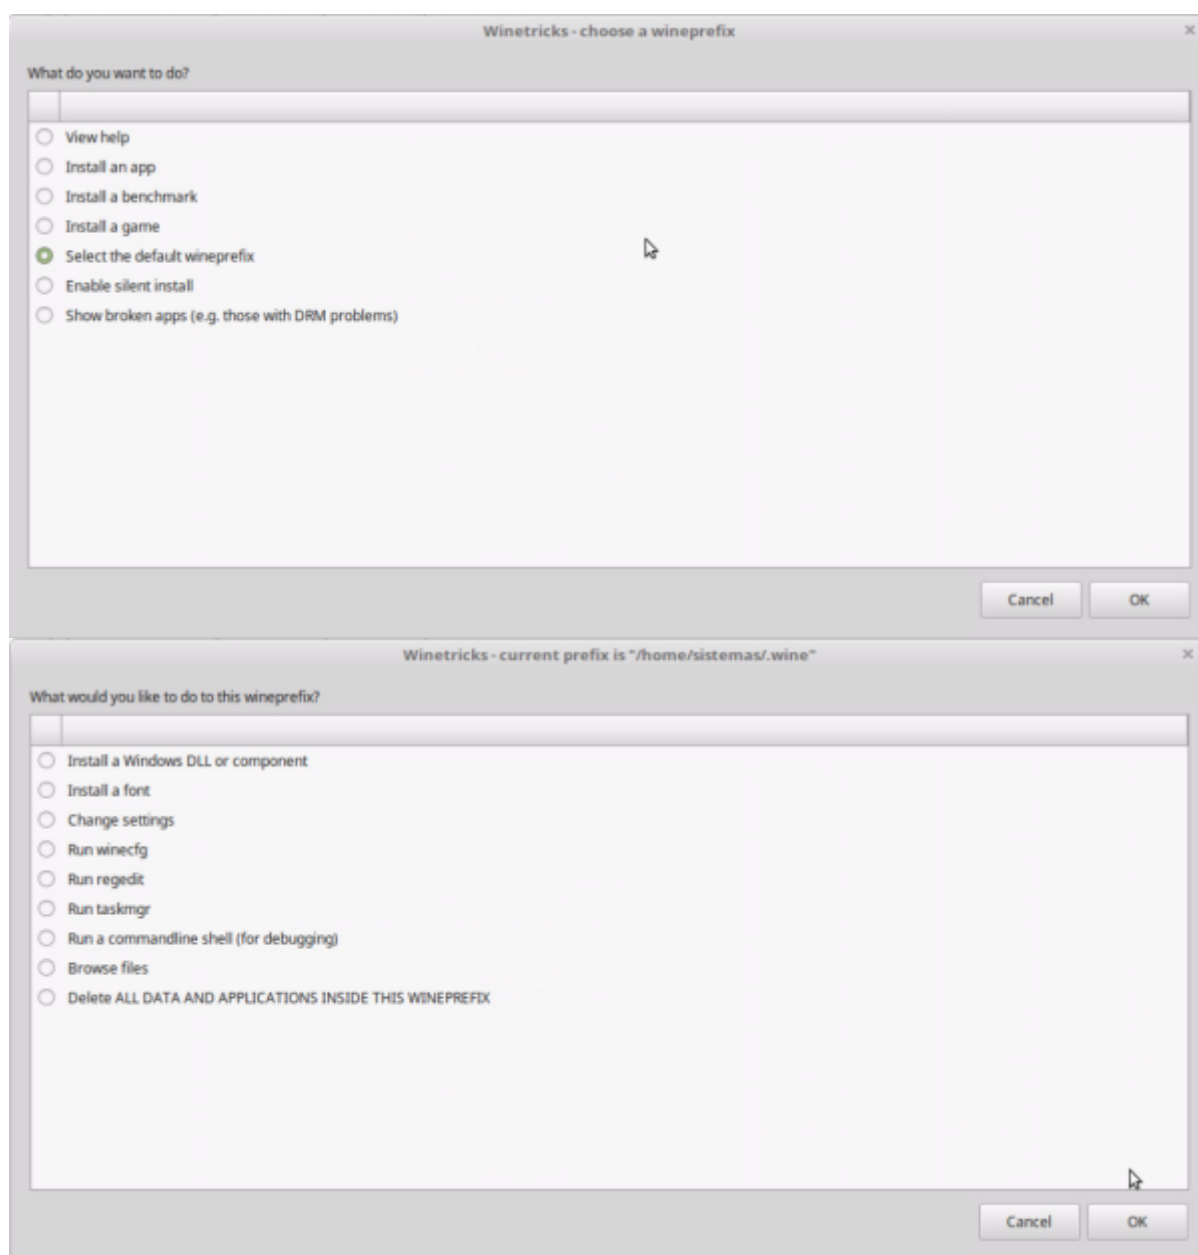 Winetricks - choose a wineprefix
What do you want to do?
View help
Install an app
Install a benchmark
Install a game
Select the default wineprefix
Enable silent install
Show broken apps (e.g. those with DRM problems)
Cancel OK
Winetricks - current prefix is "/home/sistemas/.wine"
What would you like to do to this wineprefix?
Install a Windows DLL or component
Install a font
Change settings
Run winecfg
Run regedit
Run taskmgr
Run a commandline shell (for debugging)
Browse files
Delete ALL DATA AND APPLICATIONS INSIDE THIS WINEPREFIX
Cancel OK